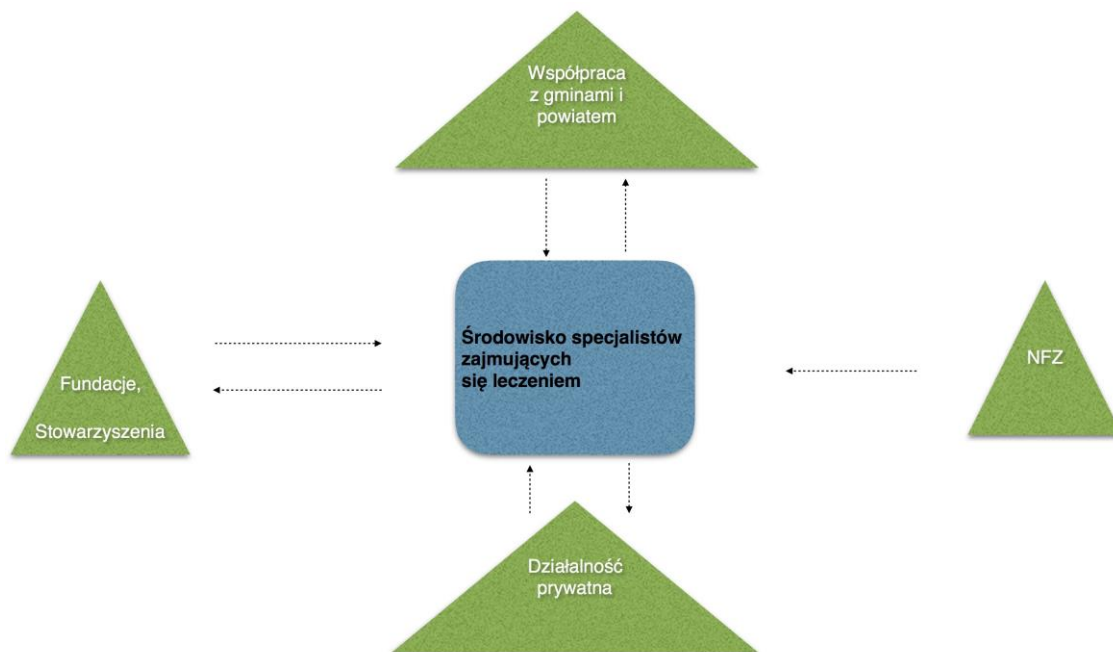 Współpraca
z gminami i
powiatem
Środowisko specjalistów
zajmujących
się leczeniem
Fundacje,
Stowarzyszenia
NFZ
Działalność
prywatna